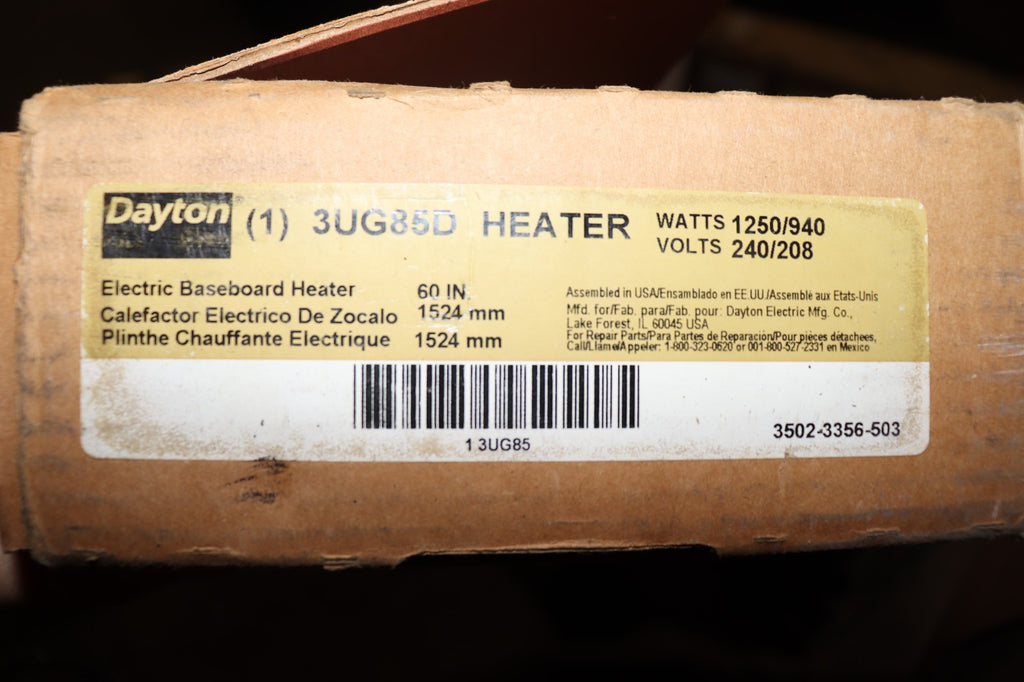 Dayton (1) 3UG85D HEATER WATTS 1250/940
VOLTS 240/208
Electric Baseboard Heater 60 IN.
Calefactor Electrico De Zocalo 1524 mm
Plinthe Chauffante Electrique 1524 mm
Assembled in USA/Ensamblado en EE.UU./Assemblé aux Etats-Unis
Mfd. for/Fab. para/Fab. pour: Dayton Electric Mfg. Co.,
Lake Forest, IL 60045 USA
For Repair Parts/Para Partes de Reparación/Pour pièces détachees,
Call/Llame/Appeler: 1-800-323-0620 or 001-800-527-2331 en Mexico
1 3UG85
3502-3356-503